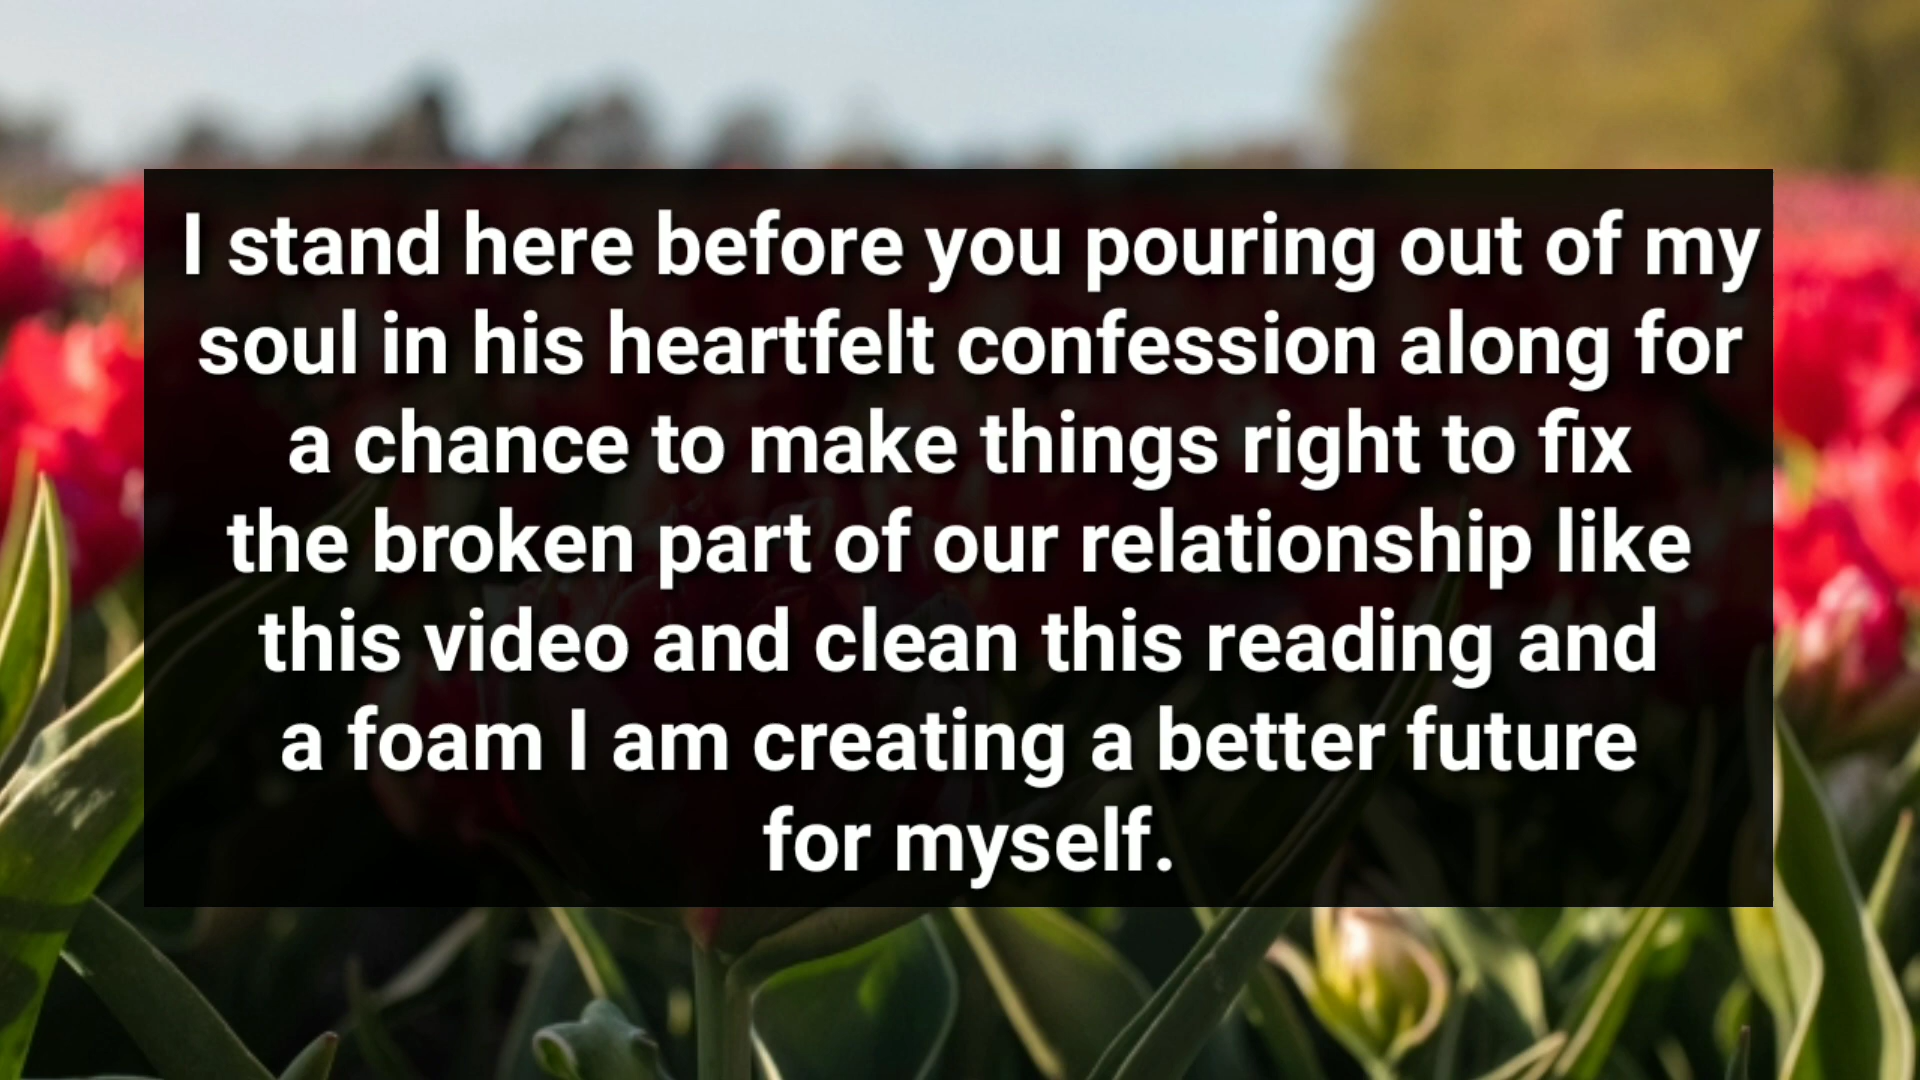 I stand here before you pouring out of my
soul in his heartfelt confession along for
a chance to make things right to fix
the broken part of our relationship like
this video and clean this reading and
a foam I am creating a better future
for myself.